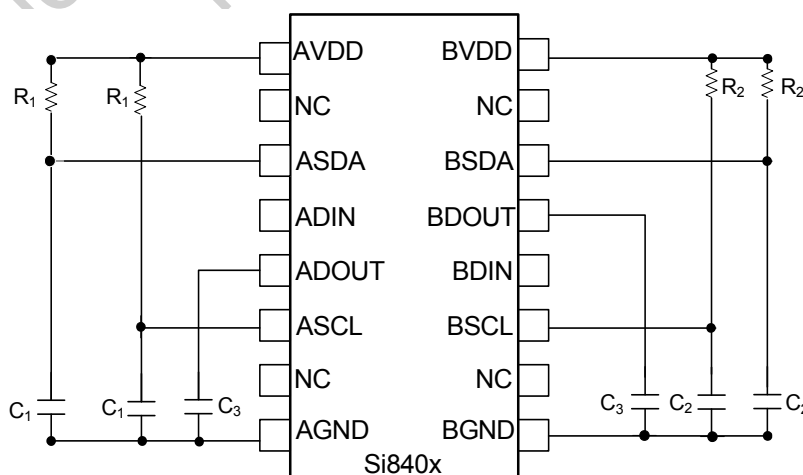 AVDD BVDD
R₁ R₁ R₂ R₂
NC NC
ASDA BSDA
ADIN BDOUT
ADOUT BDIN
ASCL BSCL
NC NC
C₁ C₁ C₃ C₃ C₂ C₂
AGND BGND
Si840x